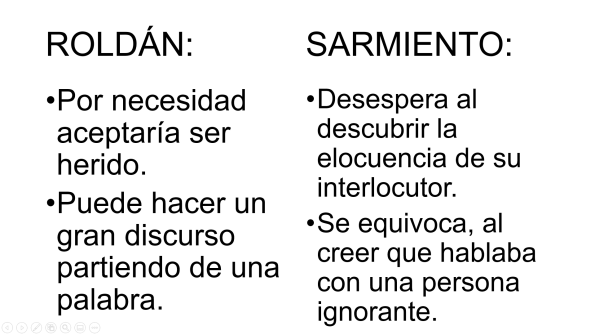 ROLDÁN:
•Por necesidad
aceptaría ser
herido.
•Puede hacer un
gran discurso
partiendo de una
palabra.
SARMIENTO:
•Desespera al
descubrir la
elocuencia de su
interlocutor.
•Se equivoca, al
creer que hablaba
con una persona
ignorante.